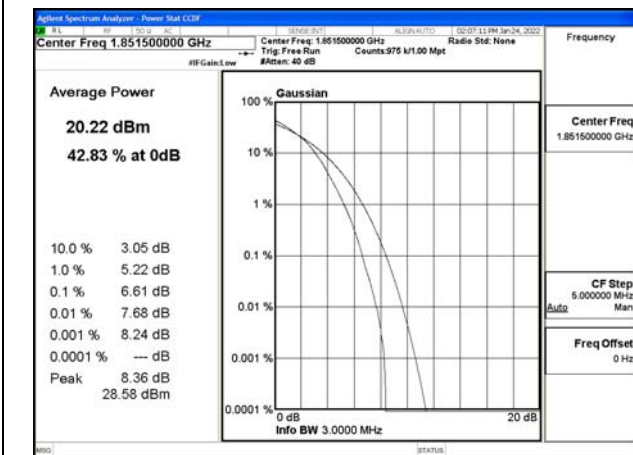 Agilent Spectrum Analyzer - Power Stat CCDF
RL RF 50 Ω AC SENSE:INT ALIGN AUTO 02:07:11 PM Jan 24, 2022
Center Freq 1.851500000 GHz
Center Freq: 1.851500000 GHz
Radio Std: None
Trig: Free Run Counts:975 k/1.00 Mpt
#IFGain:Low #Atten: 40 dB
Frequency
Average Power
20.22 dBm
42.83 % at 0dB
10.0 % 3.05 dB
1.0 % 5.22 dB
0.1 % 6.61 dB
0.01 % 7.68 dB
0.001 % 8.24 dB
0.0001 % --- dB
Peak 8.36 dB
28.58 dBm
Gaussian
100 %
10 %
1 %
0.1 %
0.01 %
0.001 %
0.0001 %
0 dB 20 dB
Info BW 3.0000 MHz
Center Freq
1.851500000 GHz
CF Step
5.000000 MHz
Auto Man
Freq Offset
0 Hz
MSG STATUS